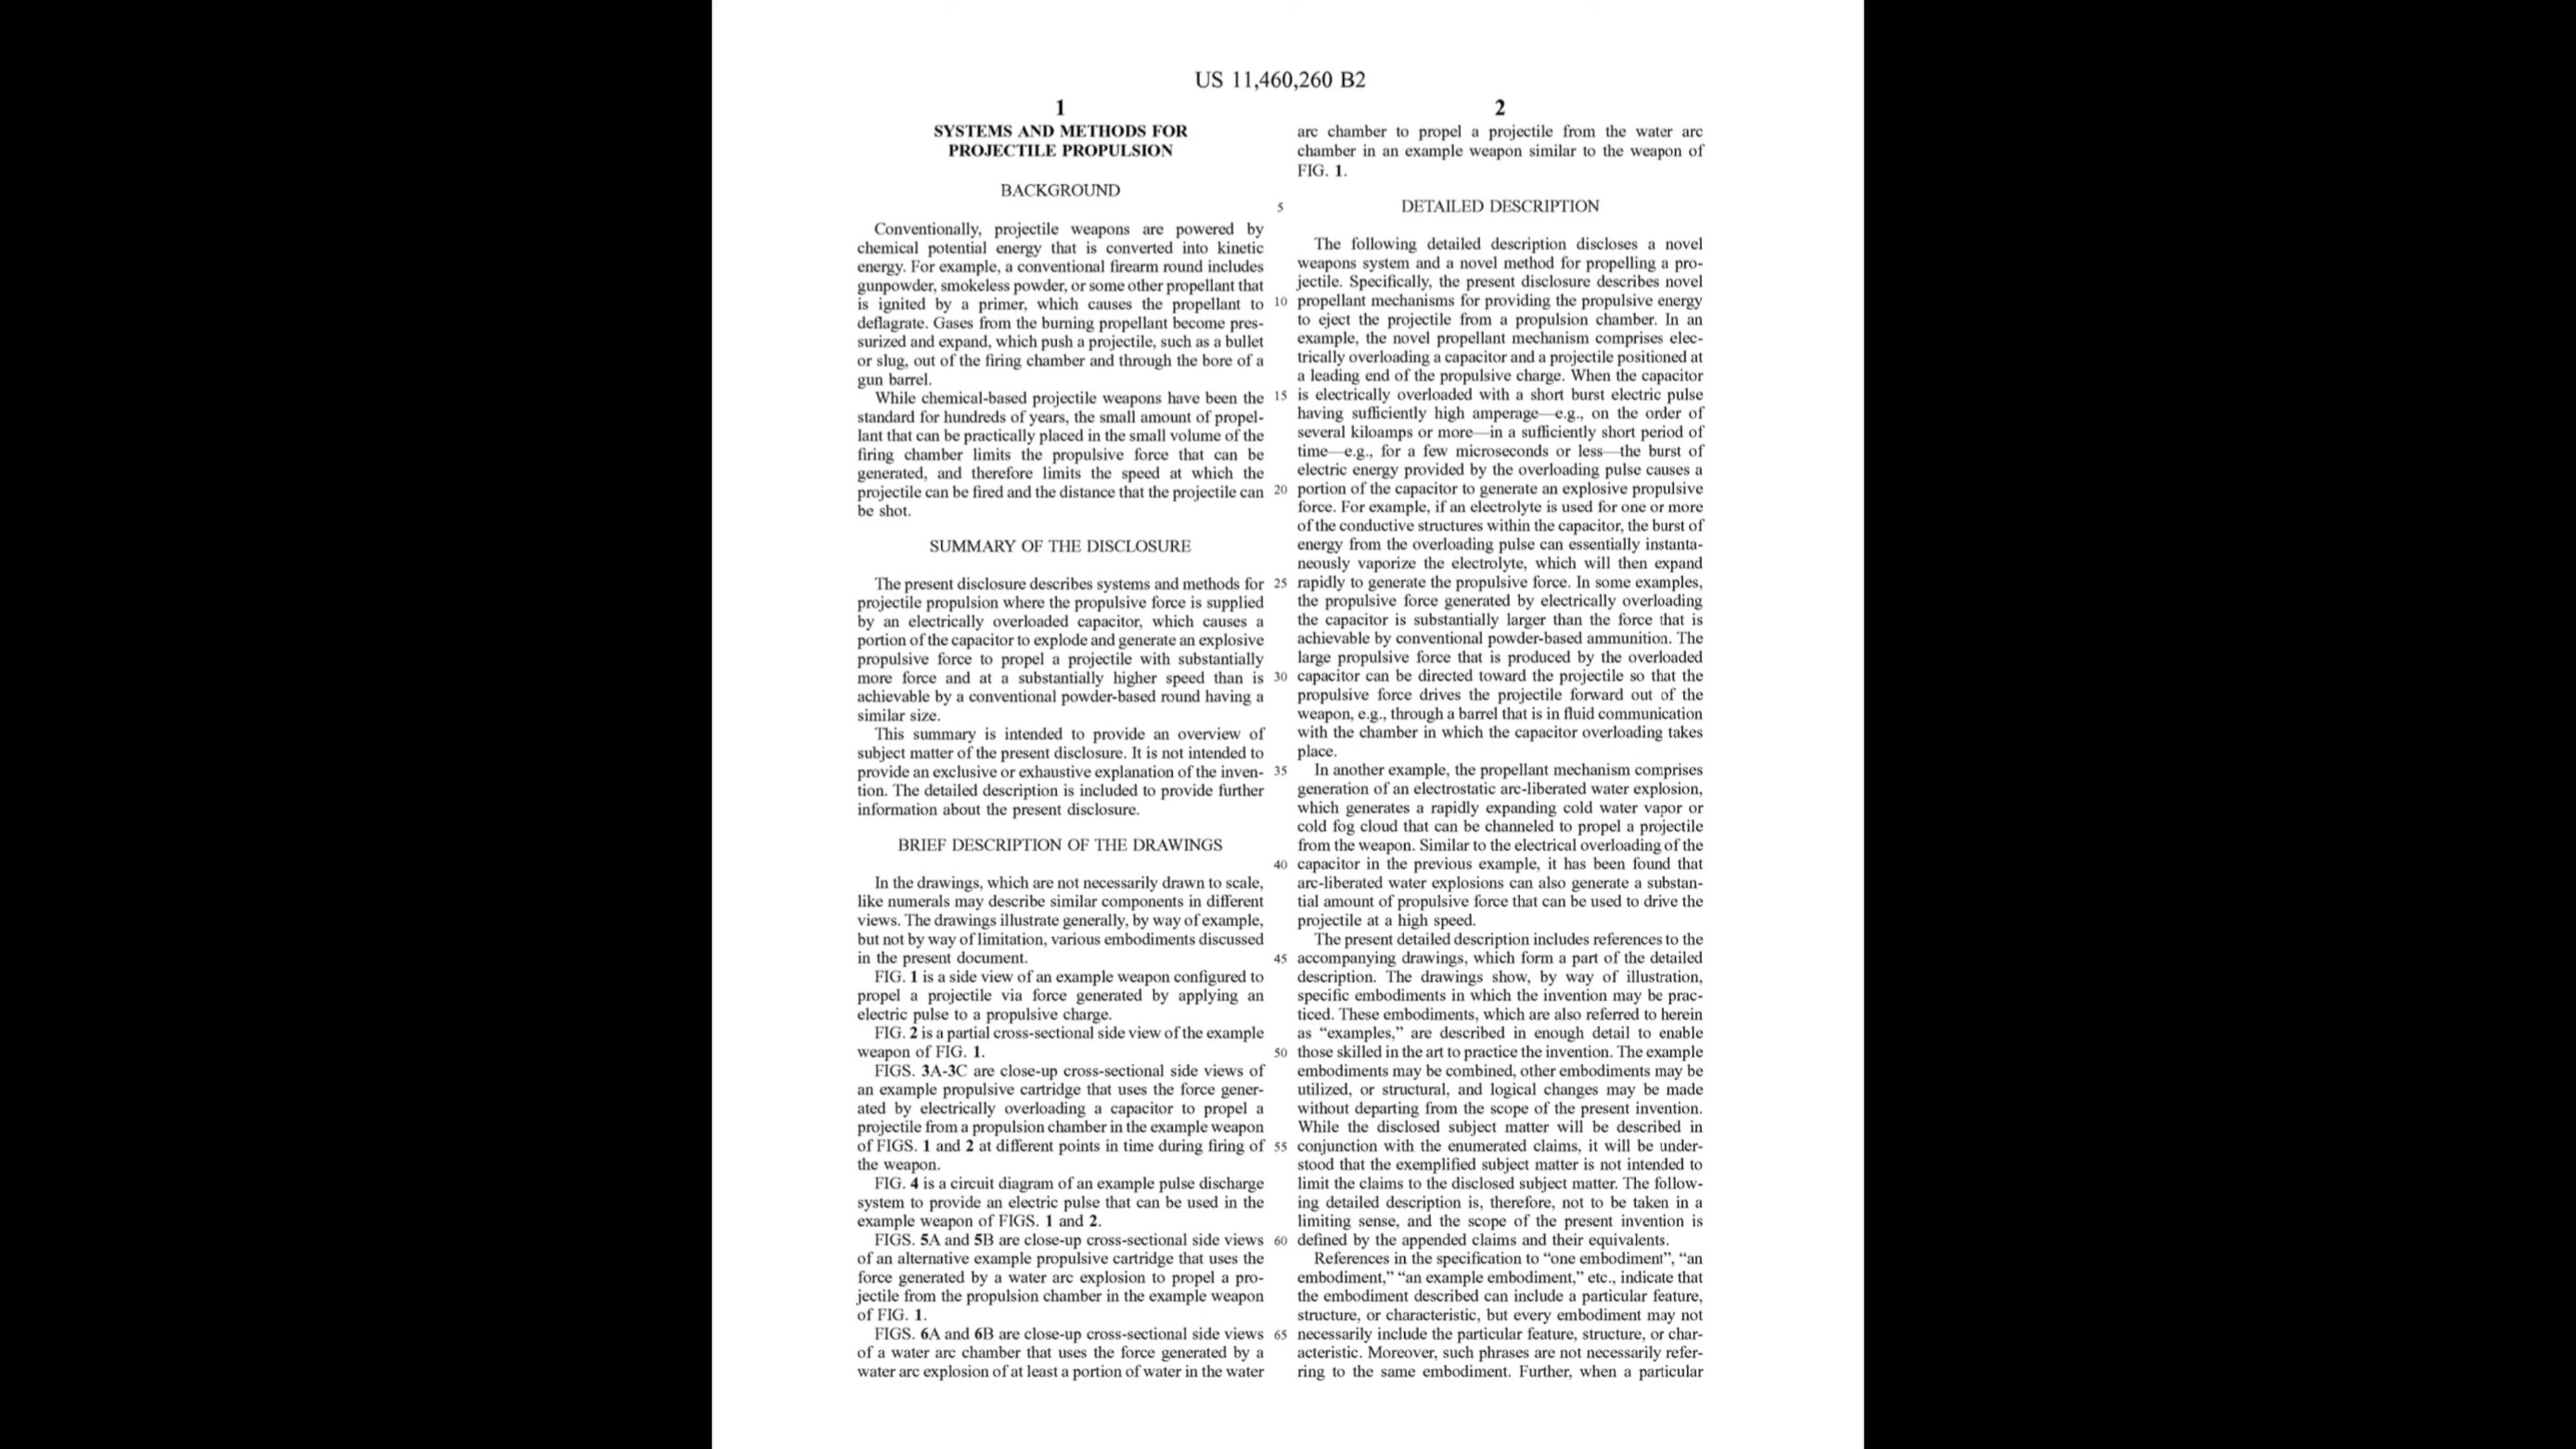 US 11,460,260 B2
1
SYSTEMS AND METHODS FOR
PROJECTILE PROPULSION
BACKGROUND
Conventionally, projectile weapons are powered by
chemical potential energy that is converted into kinetic
energy. For example, a conventional firearm round includes
gunpowder, smokeless powder, or some other propellant that
is ignited by a primer, which causes the propellant to
deflagrate. Gases from the burning propellant become pres-
surized and expand, which push a projectile, such as a bullet
or slug, out of the firing chamber and through the bore of a
gun barrel.
While chemical-based projectile weapons have been the
standard for hundreds of years, the small amount of propel-
lant that can be practically placed in the small volume of the
firing chamber limits the propulsive force that can be
generated, and therefore limits the speed at which the
projectile can be fired and the distance that the projectile can
be shot.
SUMMARY OF THE DISCLOSURE
The present disclosure describes systems and methods for
projectile propulsion where the propulsive force is supplied
by an electrically overloaded capacitor, which causes a
portion of the capacitor to explode and generate an explosive
propulsive force to propel a projectile with substantially
more force and at a substantially higher speed than is
achievable by a conventional powder-based round having a
similar size.
This summary is intended to provide an overview of
subject matter of the present disclosure. It is not intended to
provide an exclusive or exhaustive explanation of the inven-
tion. The detailed description is included to provide further
information about the present disclosure.
BRIEF DESCRIPTION OF THE DRAWINGS
In the drawings, which are not necessarily drawn to scale,
like numerals may describe similar components in different
views. The drawings illustrate generally, by way of example,
but not by way of limitation, various embodiments discussed
in the present document.
FIG. 1 is a side view of an example weapon configured to
propel a projectile via force generated by applying an
electric pulse to a propulsive charge.
FIG. 2 is a partial cross-sectional side view of the example
weapon of FIG. 1.
FIGS. 3A-3C are close-up cross-sectional side views of
an example propulsive cartridge that uses the force gener-
ated by electrically overloading a capacitor to propel a
projectile from a propulsion chamber in the example weapon
of FIGS. 1 and 2 at different points in time during firing of
the weapon.
FIG. 4 is a circuit diagram of an example pulse discharge
system to provide an electric pulse that can be used in the
example weapon of FIGS. 1 and 2.
FIGS. 5A and 5B are close-up cross-sectional side views
of an alternative example propulsive cartridge that uses the
force generated by a water arc explosion to propel a pro-
jectile from the propulsion chamber in the example weapon
of FIG. 1.
FIGS. 6A and 6B are close-up cross-sectional side views
of a water arc chamber that uses the force generated by a
water arc explosion of at least a portion of water in the water
5
10
15
20
25
30
35
40
45
50
55
60
65
2
arc chamber to propel a projectile from the water arc
chamber in an example weapon similar to the weapon of
FIG. 1.
DETAILED DESCRIPTION
The following detailed description discloses a novel
weapons system and a novel method for propelling a pro-
jectile. Specifically, the present disclosure describes novel
propellant mechanisms for providing the propulsive energy
to eject the projectile from a propulsion chamber. In an
example, the novel propellant mechanism comprises elec-
trically overloading a capacitor and a projectile positioned at
a leading end of the propulsive charge. When the capacitor
is electrically overloaded with a short burst electric pulse
having sufficiently high amperage—e.g., on the order of
several kiloamps or more—in a sufficiently short period of
time—e.g., for a few microseconds or less—the burst of
electric energy provided by the overloading pulse causes a
portion of the capacitor to generate an explosive propulsive
force. For example, if an electrolyte is used for one or more
of the conductive structures within the capacitor, the burst of
energy from the overloading pulse can essentially instanta-
neously vaporize the electrolyte, which will then expand
rapidly to generate the propulsive force. In some examples,
the propulsive force generated by electrically overloading
the capacitor is substantially larger than the force that is
achievable by conventional powder-based ammunition. The
large propulsive force that is produced by the overloaded
capacitor can be directed toward the projectile so that the
propulsive force drives the projectile forward out of the
weapon, e.g., through a barrel that is in fluid communication
with the chamber in which the capacitor overloading takes
place.
In another example, the propellant mechanism comprises
generation of an electrostatic arc-liberated water explosion,
which generates a rapidly expanding cold water vapor or
cold fog cloud that can be channeled to propel a projectile
from the weapon. Similar to the electrical overloading of the
capacitor in the previous example, it has been found that
arc-liberated water explosions can also generate a substan-
tial amount of propulsive force that can be used to drive the
projectile at a high speed.
The present detailed description includes references to the
accompanying drawings, which form a part of the detailed
description. The drawings show, by way of illustration,
specific embodiments in which the invention may be prac-
ticed. These embodiments, which are also referred to herein
as “examples,” are described in enough detail to enable
those skilled in the art to practice the invention. The example
embodiments may be combined, other embodiments may be
utilized, or structural, and logical changes may be made
without departing from the scope of the present invention.
While the disclosed subject matter will be described in
conjunction with the enumerated claims, it will be under-
stood that the exemplified subject matter is not intended to
limit the claims to the disclosed subject matter. The follow-
ing detailed description is, therefore, not to be taken in a
limiting sense, and the scope of the present invention is
defined by the appended claims and their equivalents.
References in the specification to “one embodiment”, “an
embodiment,” “an example embodiment,” etc., indicate that
the embodiment described can include a particular feature,
structure, or characteristic, but every embodiment may not
necessarily include the particular feature, structure, or char-
acteristic. Moreover, such phrases are not necessarily refer-
ring to the same embodiment. Further, when a particular